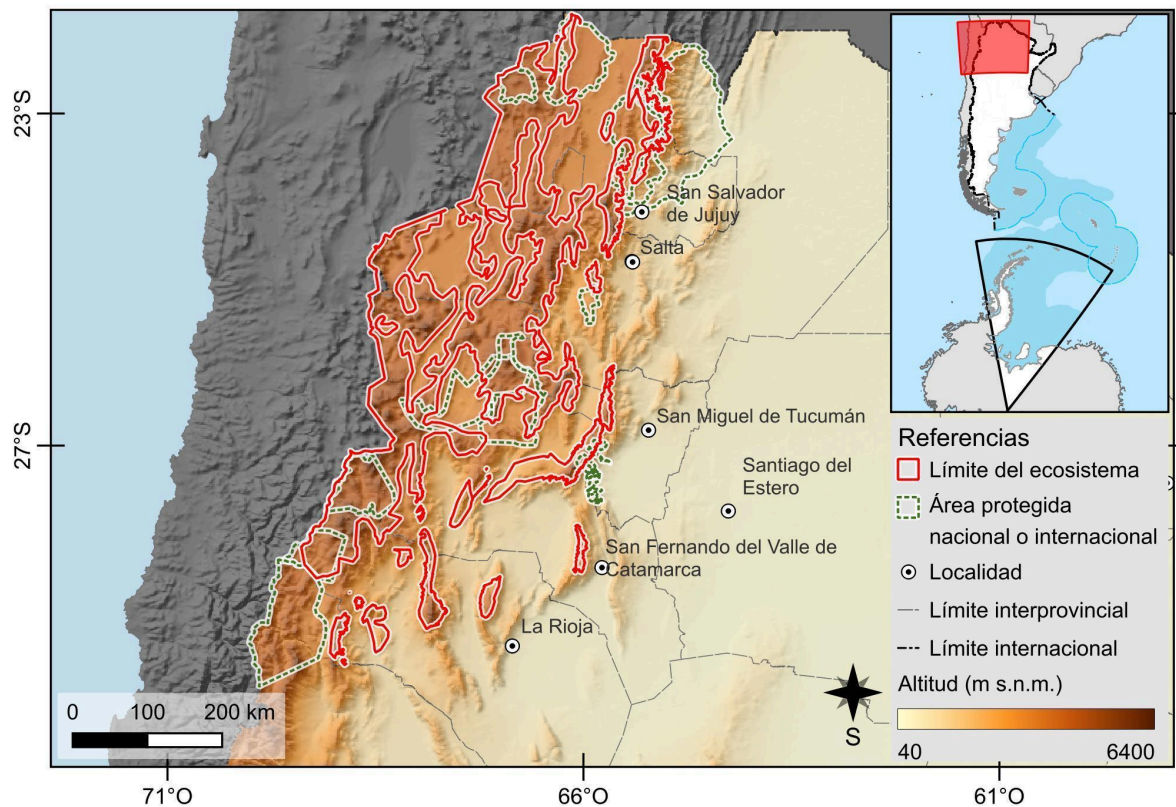 23°S
27°S
San Salvador
de Jujuy
Salta
San Miguel de Tucumán
Santiago del
Estero
San Fernando del Valle de
Catamarca
La Rioja
0 100 200 km
S
71°O
66°O
61°O
Referencias
Límite del ecosistema
Área protegida
nacional o internacional
Localidad
Límite interprovincial
Límite internacional
Altitud (m s.n.m.)
40 6400